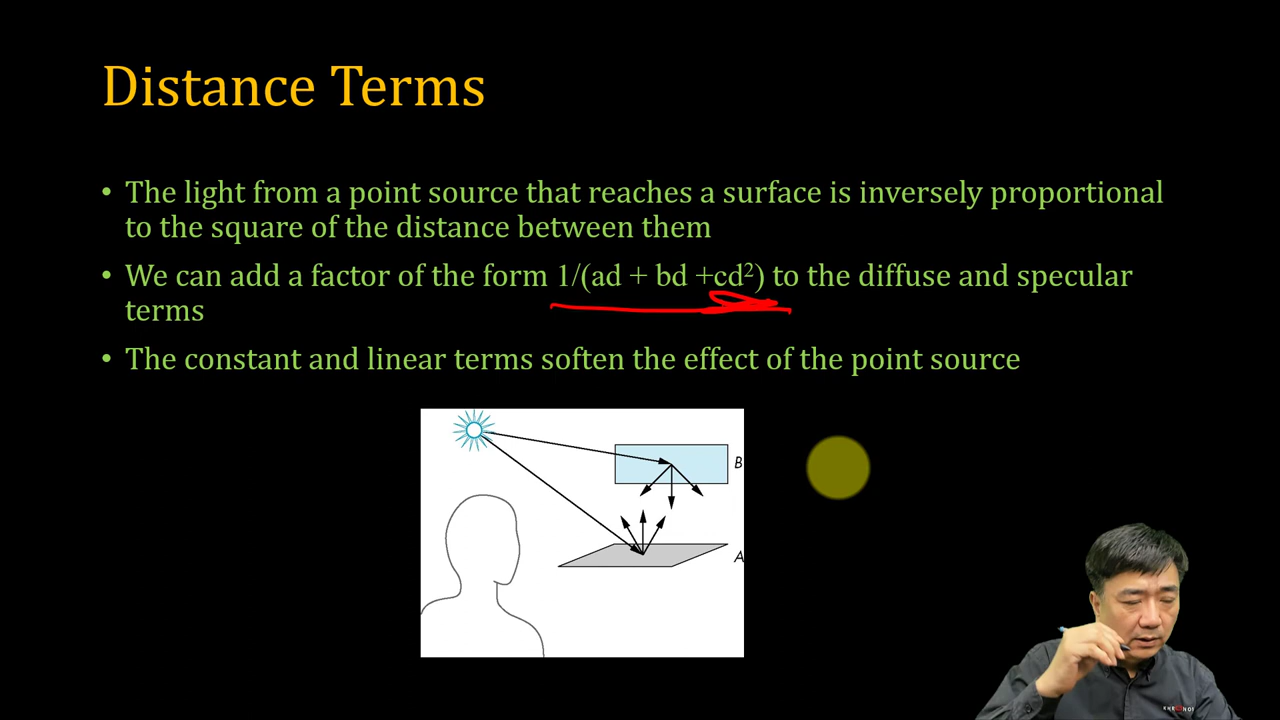 Distance Terms
• The light from a point source that reaches a surface is inversely proportional
to the square of the distance between them
• We can add a factor of the form 1/(ad + bd +cd²) to the diffuse and specular
terms
• The constant and linear terms soften the effect of the point source
B
A